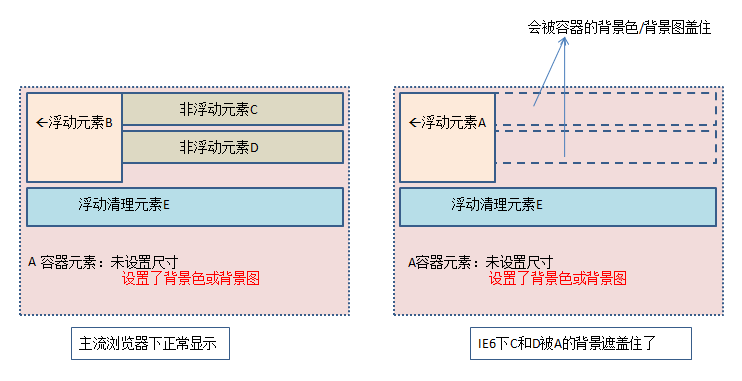 会被容器的背景色/背景图盖住
←浮动元素B
非浮动元素C
非浮动元素D
浮动清理元素E
A 容器元素：未设置尺寸
设置了背景色或背景图
主流浏览器下正常显示
←浮动元素A
浮动清理元素E
A容器元素：未设置尺寸
设置了背景色或背景图
IE6下C和D被A的背景遮盖住了